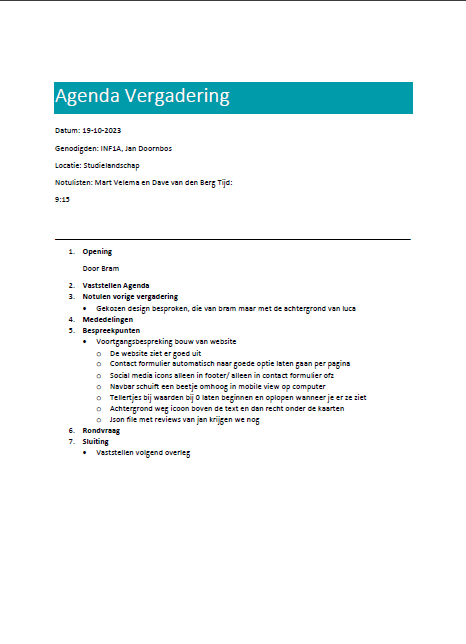 Agenda Vergadering
Datum: 19-10-2023
Genodigden: INF1A, Jan Doornbos
Locatie: Studielandschap
Notulisten: Mart Velema en Dave van den Berg Tijd:
9:15
1. Opening
Door Bram
2. Vaststellen Agenda
3. Notulen vorige vergadering
• Gekozen design besproken, die van bram maar met de achtergrond van luca
4. Mededelingen
5. Bespreekpunten
• Voortgangsbespreking bouw van website
o De website ziet er goed uit
o Contact formulier automatisch naar goede optie laten gaan per pagina
o Social media icons alleen in footer/ alleen in contact formulier ofz
o Navbar schuift een beetje omhoog in mobile view op computer
o Tellertjes bij waarden bij 0 laten beginnen en oplopen wanneer je er ze ziet
o Achtergrond weg icoon boven de text en dan recht onder de kaarten
o Json file met reviews van jan krijgen we nog
6. Rondvraag
7. Sluiting
• Vaststellen volgend overleg